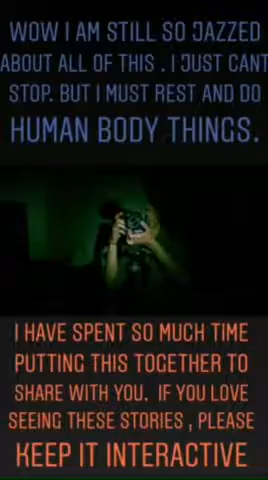 WOW I AM STILL SO JAZZED
ABOUT ALL OF THIS . I JUST CANT
STOP. BUT I MUST REST AND DO
HUMAN BODY THINGS.
I HAVE SPENT SO MUCH TIME
PUTTING THIS TOGETHER TO
SHARE WITH YOU. IF YOU LOVE
SEEING THESE STORIES , PLEASE
KEEP IT INTERACTIVE